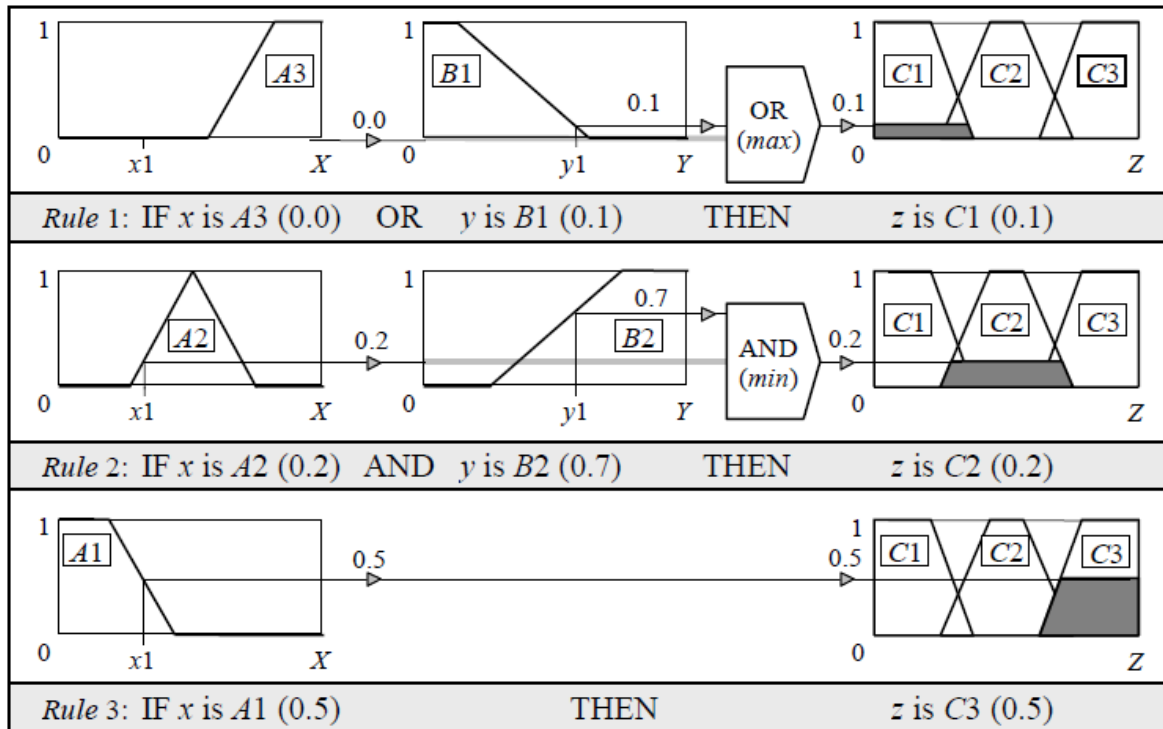 1 1 1
A3 B1 C1 C2 C3
0.0 0.1 OR (max) 0.1
0 x1 X 0 y1 Y 0 Z
Rule 1: IF x is A3 (0.0) OR y is B1 (0.1) THEN z is C1 (0.1)
1 1 1
A2 0.7 C1 C2 C3
0.2 B2 AND (min) 0.2
0 x1 X 0 y1 Y 0 Z
Rule 2: IF x is A2 (0.2) AND y is B2 (0.7) THEN z is C2 (0.2)
1 1
A1 0.5 0.5 C1 C2 C3
0 x1 X 0 Z
Rule 3: IF x is A1 (0.5) THEN z is C3 (0.5)